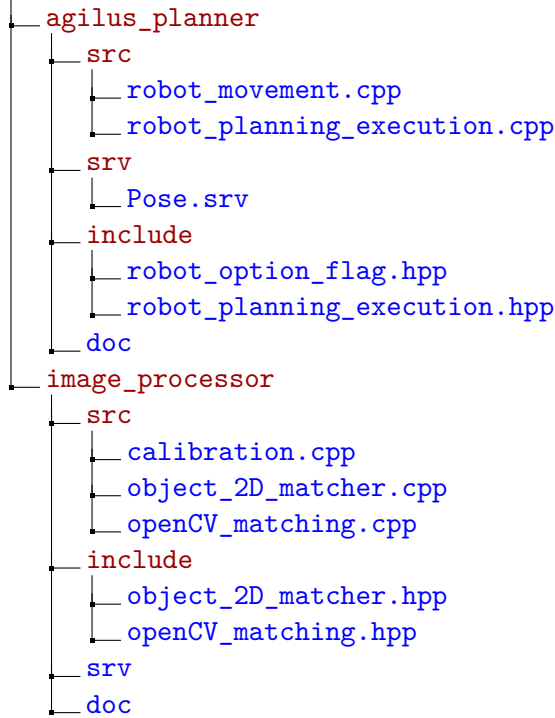 agilus_planner
src
robot_movement.cpp
robot_planning_execution.cpp
srv
Pose.srv
include
robot_option_flag.hpp
robot_planning_execution.hpp
doc
image_processor
src
calibration.cpp
object_2D_matcher.cpp
openCV_matching.cpp
include
object_2D_matcher.hpp
openCV_matching.hpp
srv
doc